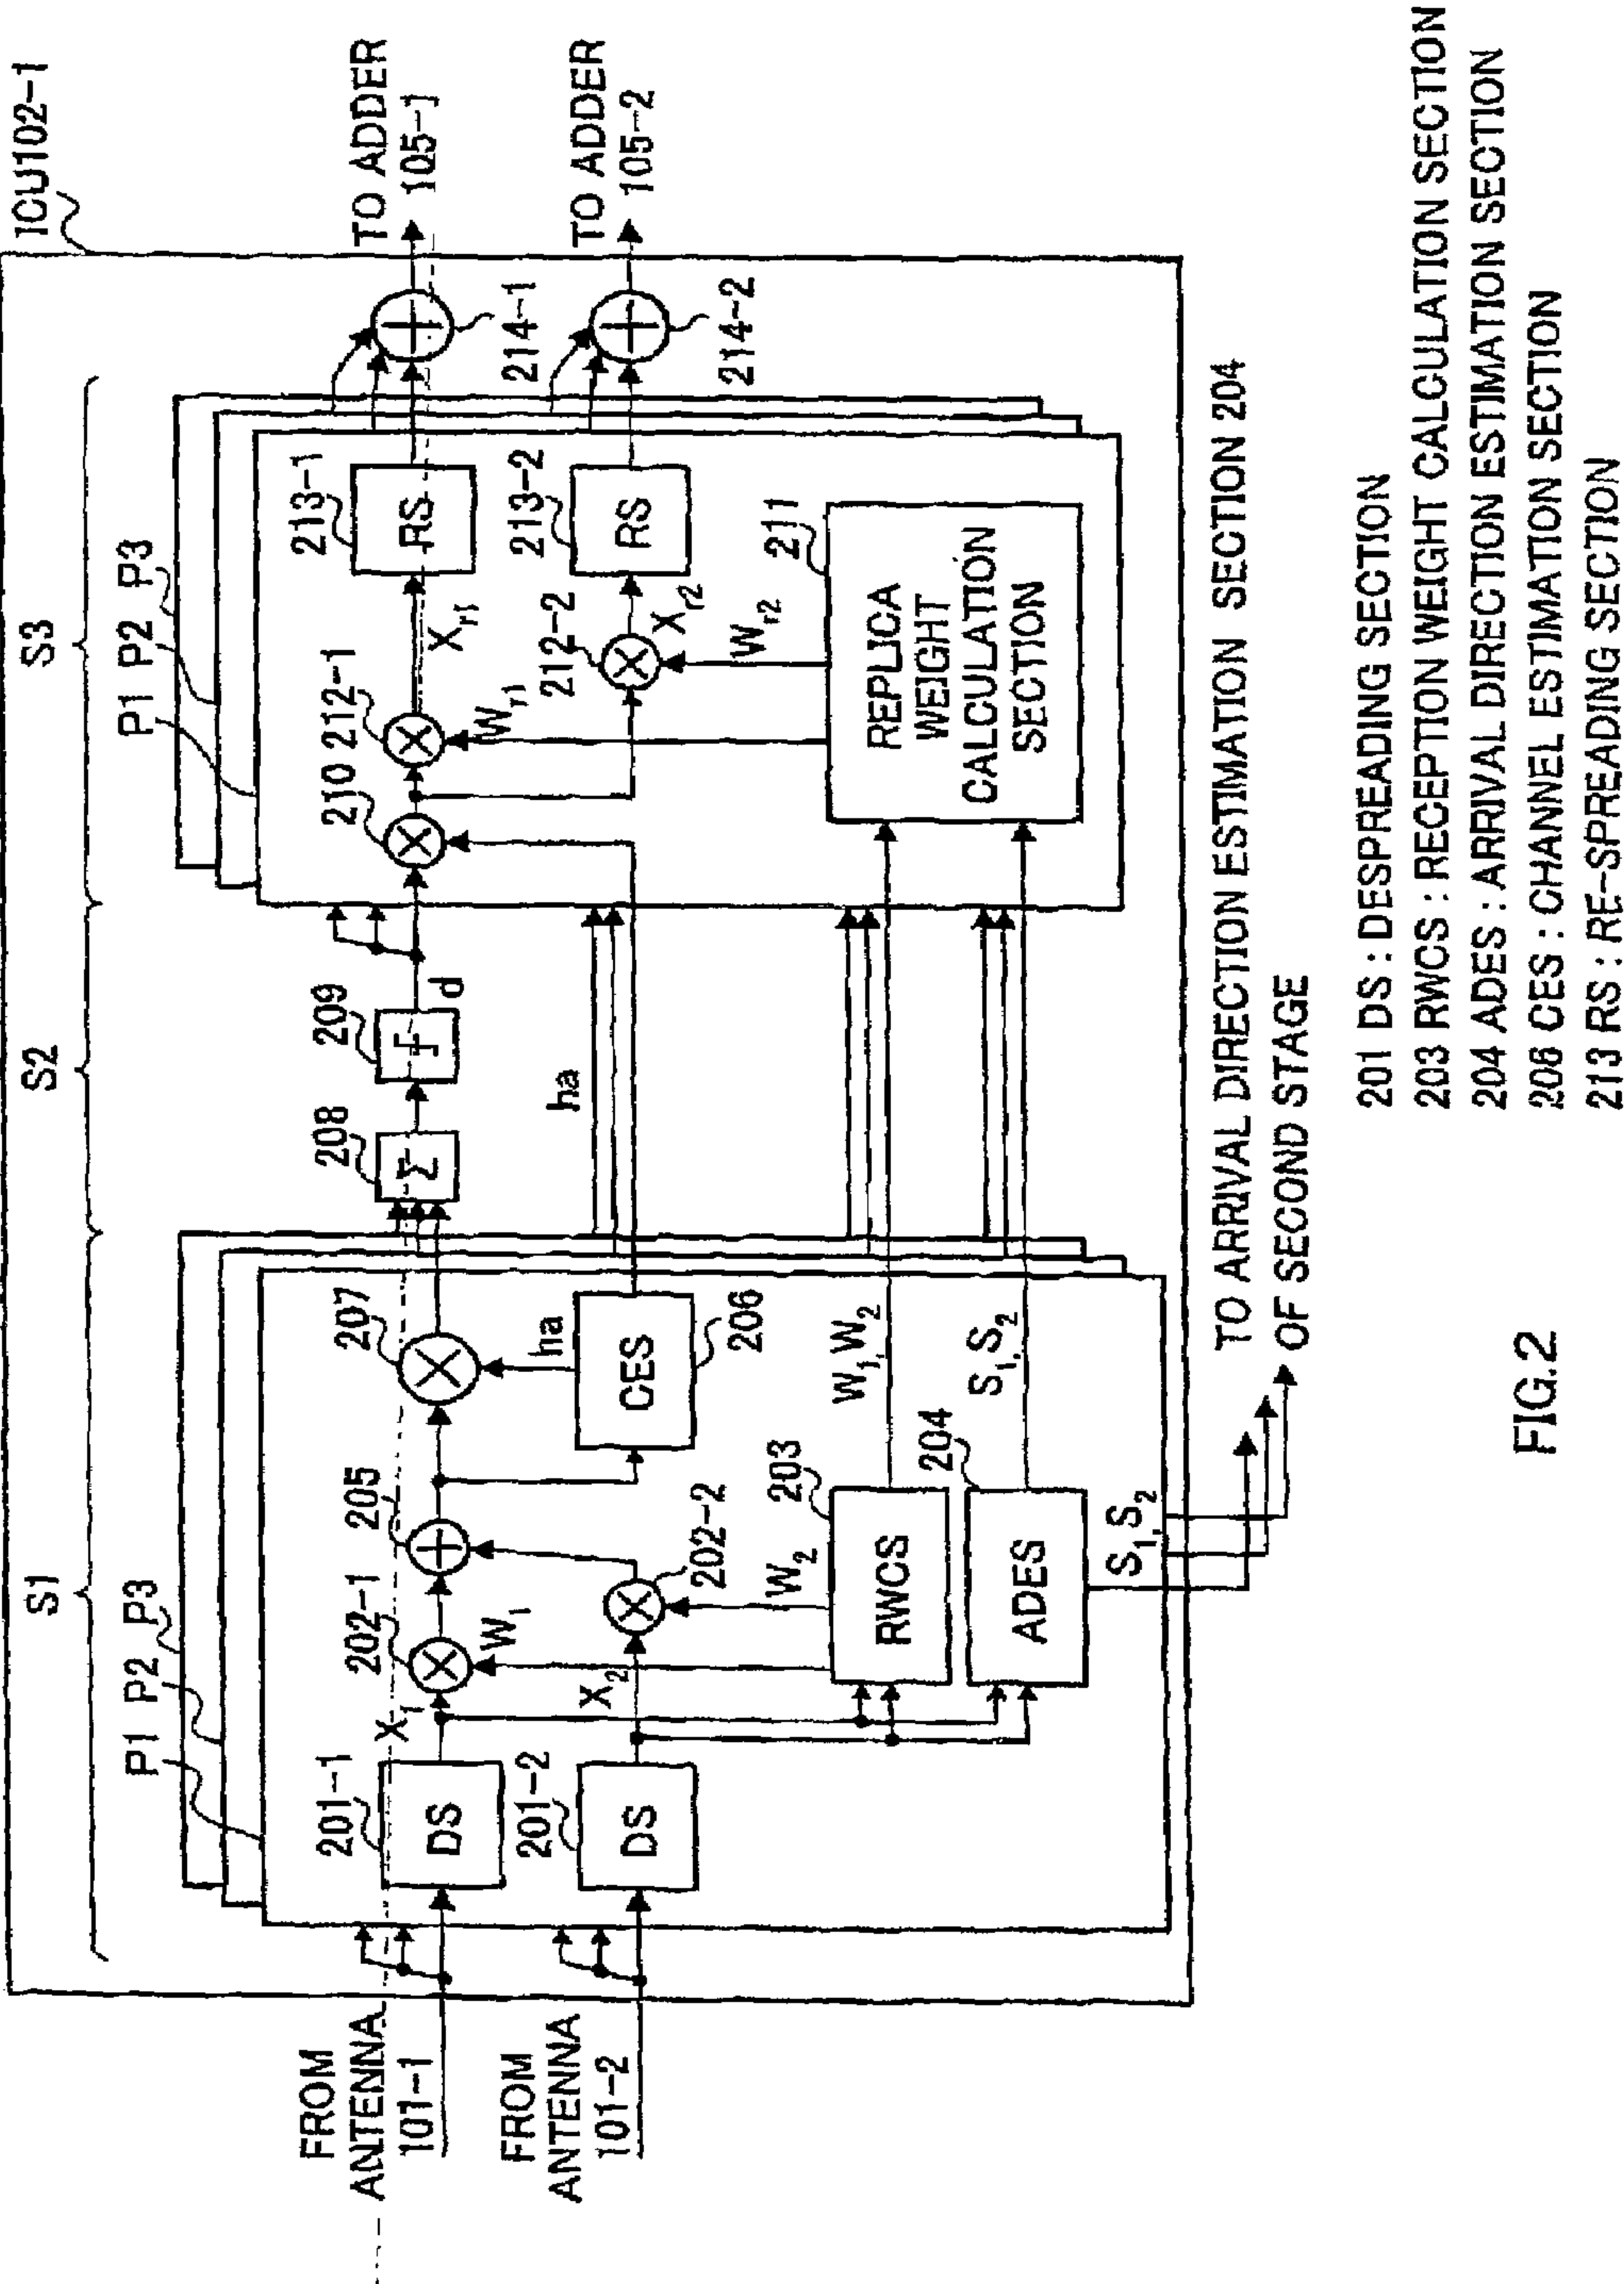 ICU102-1
S1
S2
S3
P1 P2 P3
P1 P2 P3
FROM
ANTENNA
101-1
FROM
ANTENNA
101-2
201-1
DS
201-2
DS
X1
X2
202-1
W1
202-2
W2
205
207
ha
CES
206
203
RWCS
204
ADES
W1, W2
S1, S2
S1, S2
208
Σ
209
d
ha
210
212-1
Wr1
Xr1
212-2
Xr2
Wr2
213-1
RS
213-2
RS
211
REPLICA
WEIGHT
CALCULATION
SECTION
214-1
214-2
TO ADDER
105-1
TO ADDER
105-2
TO ARRIVAL DIRECTION ESTIMATION SECTION 204
OF SECOND STAGE
201 DS : DESPREADING SECTION
203 RWCS : RECEPTION WEIGHT CALCULATION SECTION
204 ADES : ARRIVAL DIRECTION ESTIMATION SECTION
206 CES : CHANNEL ESTIMATION SECTION
213 RS : RE-SPREADING SECTION
FIG.2